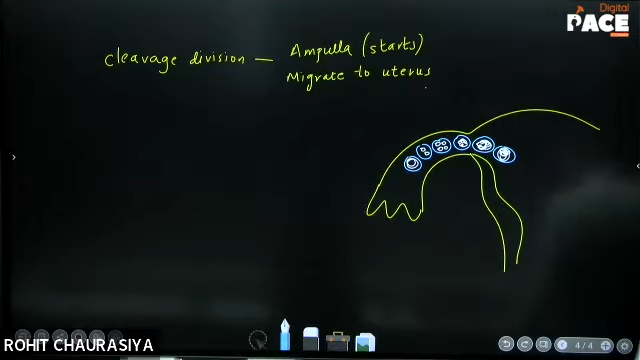 Digital
PACE
cleavage division — Ampulla (starts)
Migrate to uterus
4 / 4
ROHIT CHAURASIYA